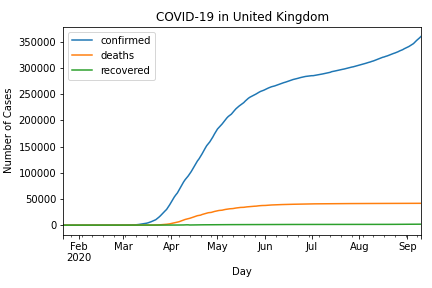 COVID-19 in United Kingdom
confirmed
deaths
recovered
350000
300000
250000
200000
150000
100000
50000
0
Number of Cases
Feb
2020
Mar
Apr
May
Jun
Jul
Aug
Sep
Day